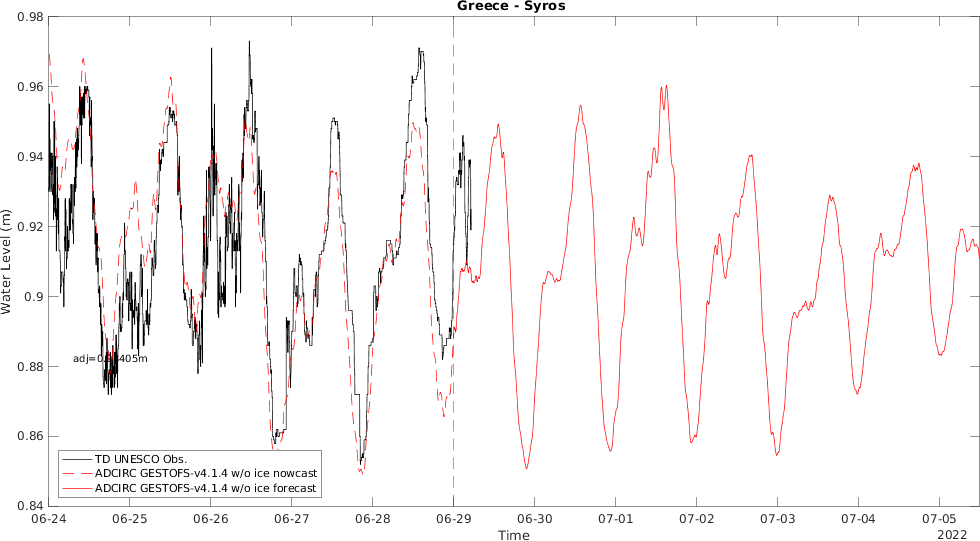 Greece - Syros
0.98
0.96
0.94
0.92
0.9
0.88
0.86
0.84
Water Level (m)
TD UNESCO Obs.
ADCIRC GESTOFS-v4.1.4 w/o ice nowcast
ADCIRC GESTOFS-v4.1.4 w/o ice forecast
06-24 06-25 06-26 06-27 06-28 06-29 06-30 07-01 07-02 07-03 07-04 07-05
Time
2022